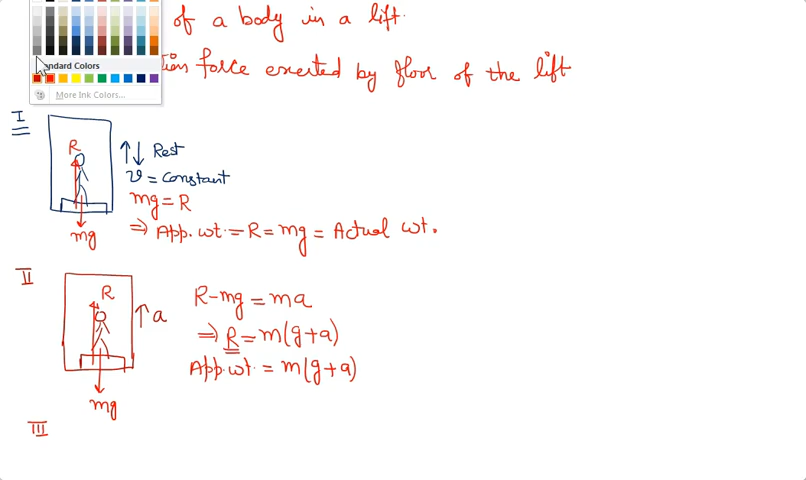 of a body in a lift.
Standard Colors
tion force exerted by floor of the lift
More Ink Colors...
I
R
↑↓ Rest
v = Constant
mg = R
mg
⇒ App. wt. = R = mg = Actual wt.
II
R
↑ a
R - mg = ma
⇒ R = m(g+a)
App. wt. = m(g+a)
mg
III